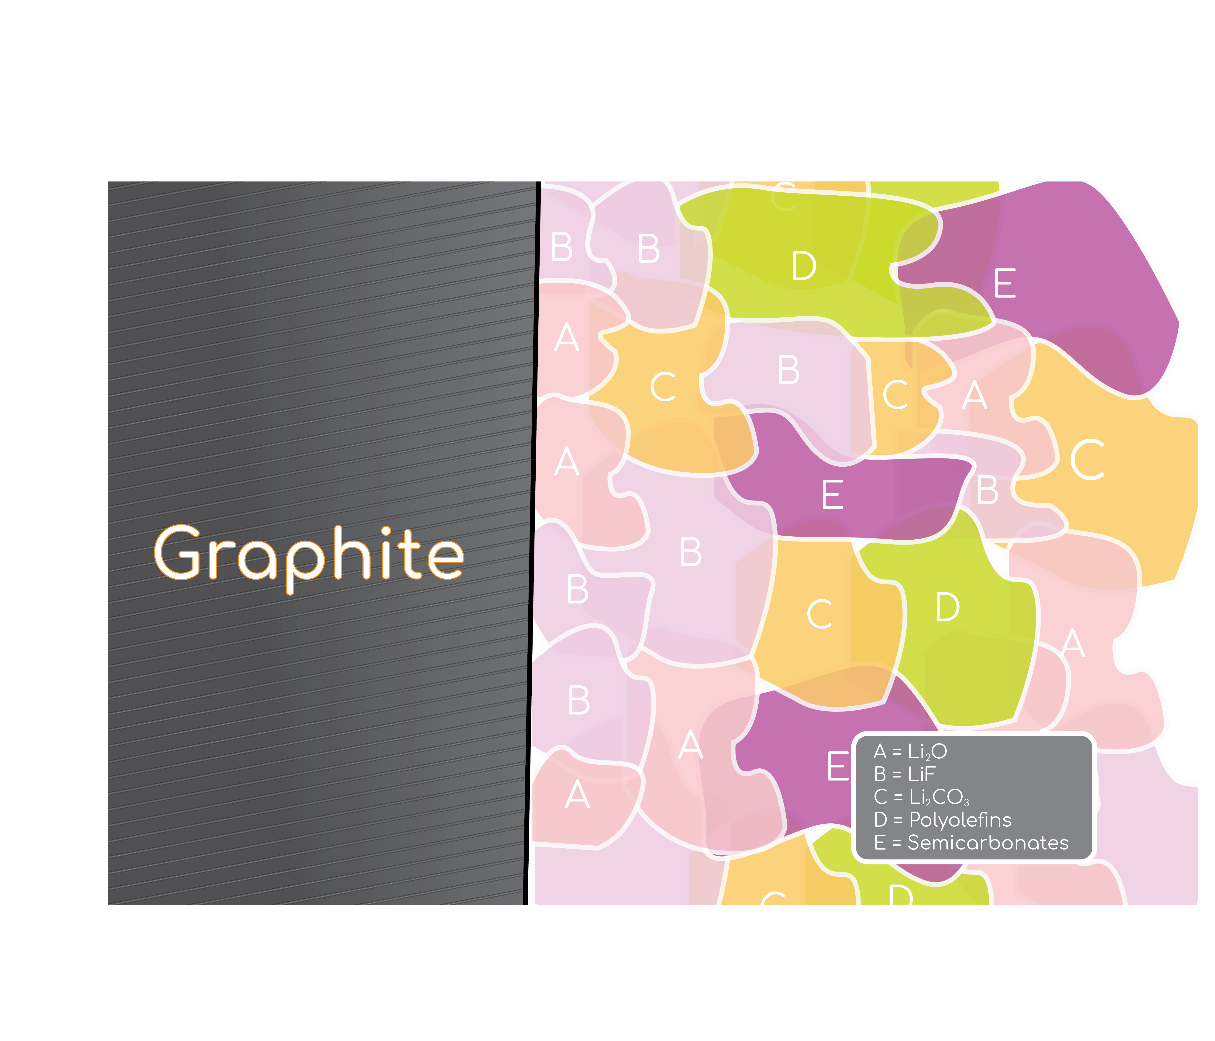 C
B
B
D
E
A
C
B
C
A
A
C
E
B
B
B
C
D
A
B
A
E
A
Graphite
A = Li₂O
B = LiF
C = Li₂CO₃
D = Polyolefins
E = Semicarbonates
C
D